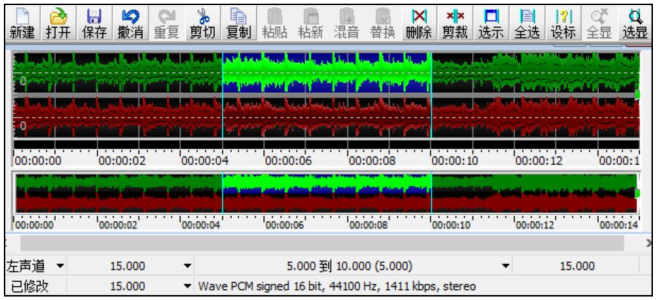 新建 打开 保存 撤消 重复 剪切 复制 粘贴 粘新 混音 替换 删除 剪裁 选示 全选 设标 全显 选显
0
0
00:00:00 00:00:02 00:00:04 00:00:06 00:00:08 00:00:10 00:00:12 00:00:1
00:00:00 00:00:02 00:00:04 00:00:06 00:00:08 00:00:10 00:00:12 00:00:14
左声道 15.000 5.000 到 10.000 (5.000) 15.000
已修改 15.000 Wave PCM signed 16 bit, 44100 Hz, 1411 kbps, stereo